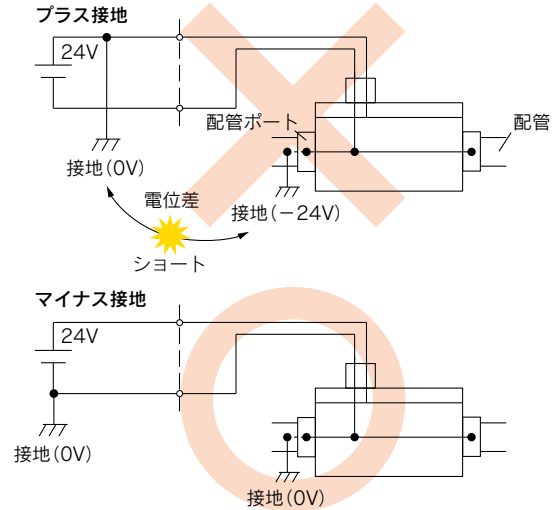 プラス接地
24V
配管ポート
配管
接地(0V)
電位差
接地(−24V)
ショート
マイナス接地
24V
接地(0V)
接地(0V)